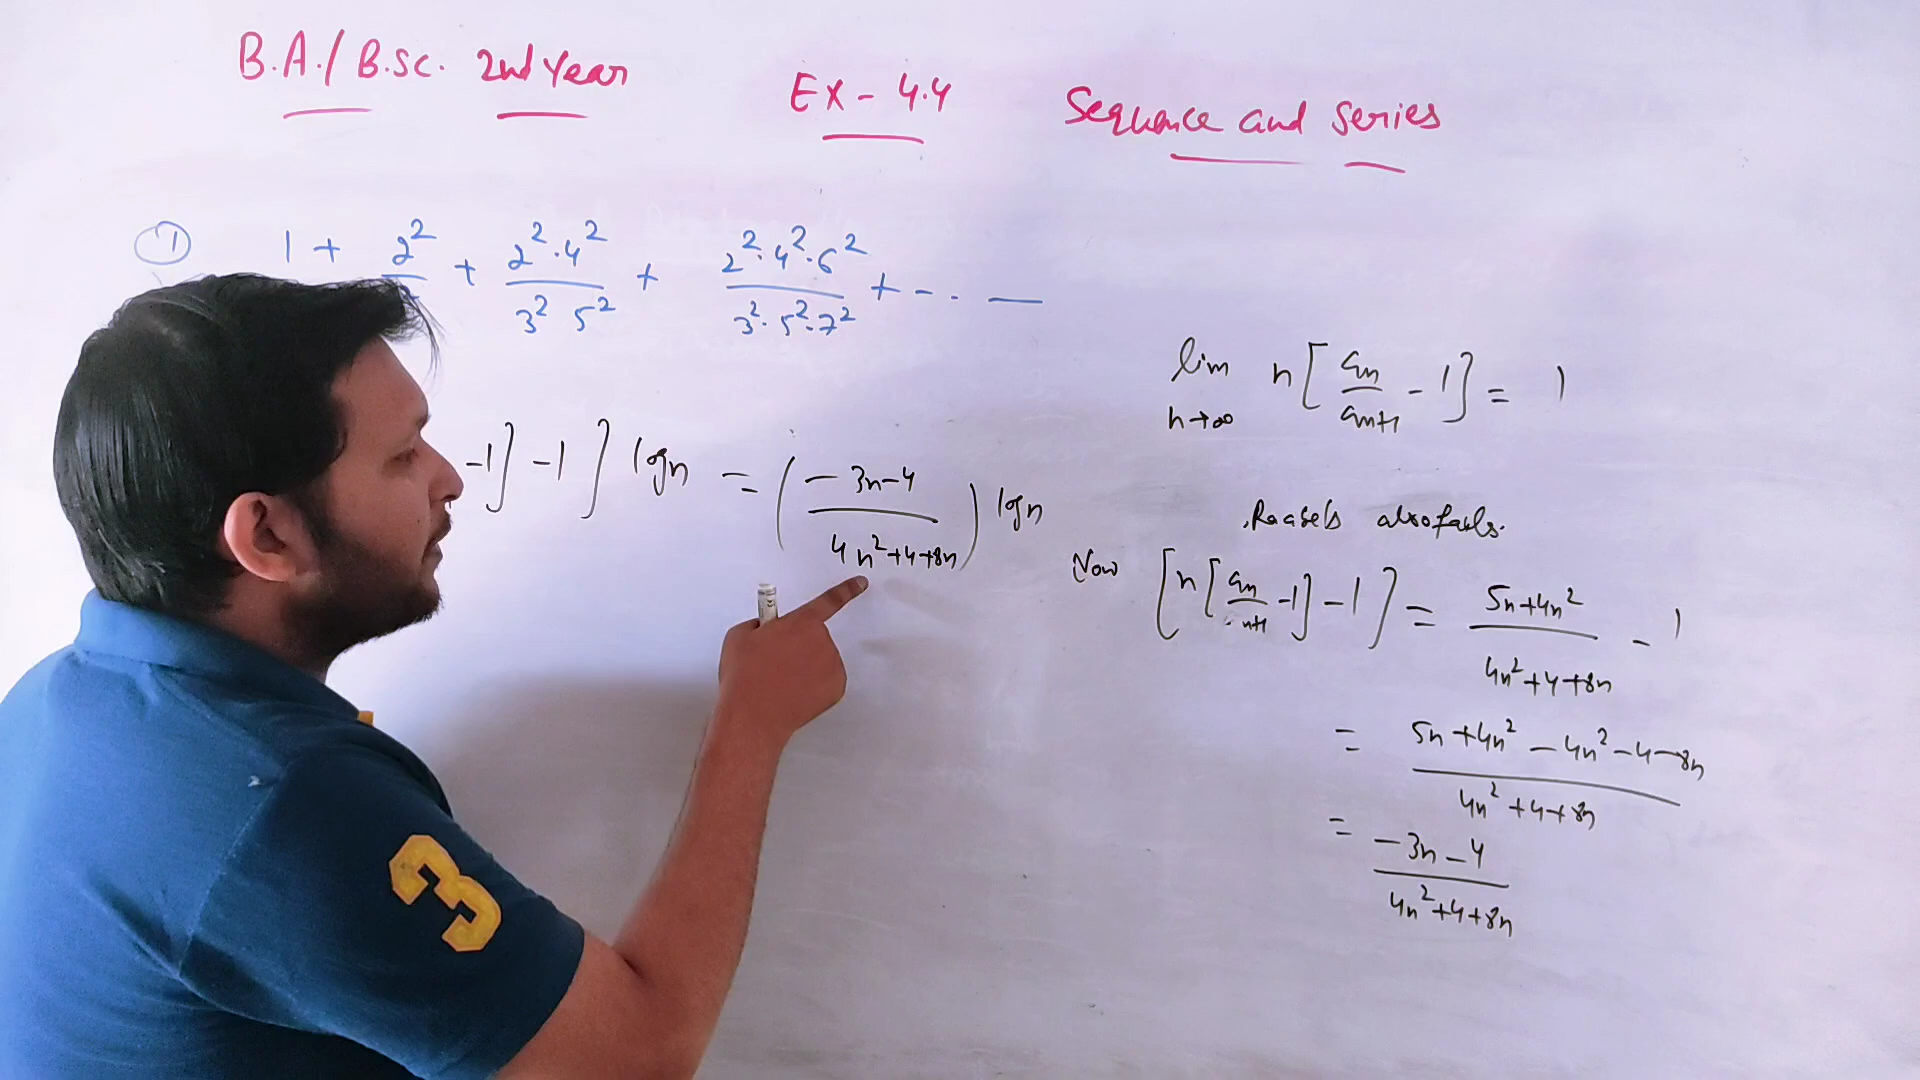 B.A./B.Sc. 2nd Year
Ex - 4.4
Sequence and Series
① 1 + 2² + 2²·4² / 3² 5² + 2²·4²·6² / 3²·5²·7² + - - . —
lim n→∞ n[an/an+1 - 1] = 1
-1] -1] logn = (-3n-4 / 4n²+4+8n) logn
also fails.
Now [n[an/n+1 -1] -1] = 5n+4n² / 4n²+4+8n - 1
= 5n+4n² -4n²-4-8n / 4n²+4+8n
= -3n-4 / 4n²+4+8n
3